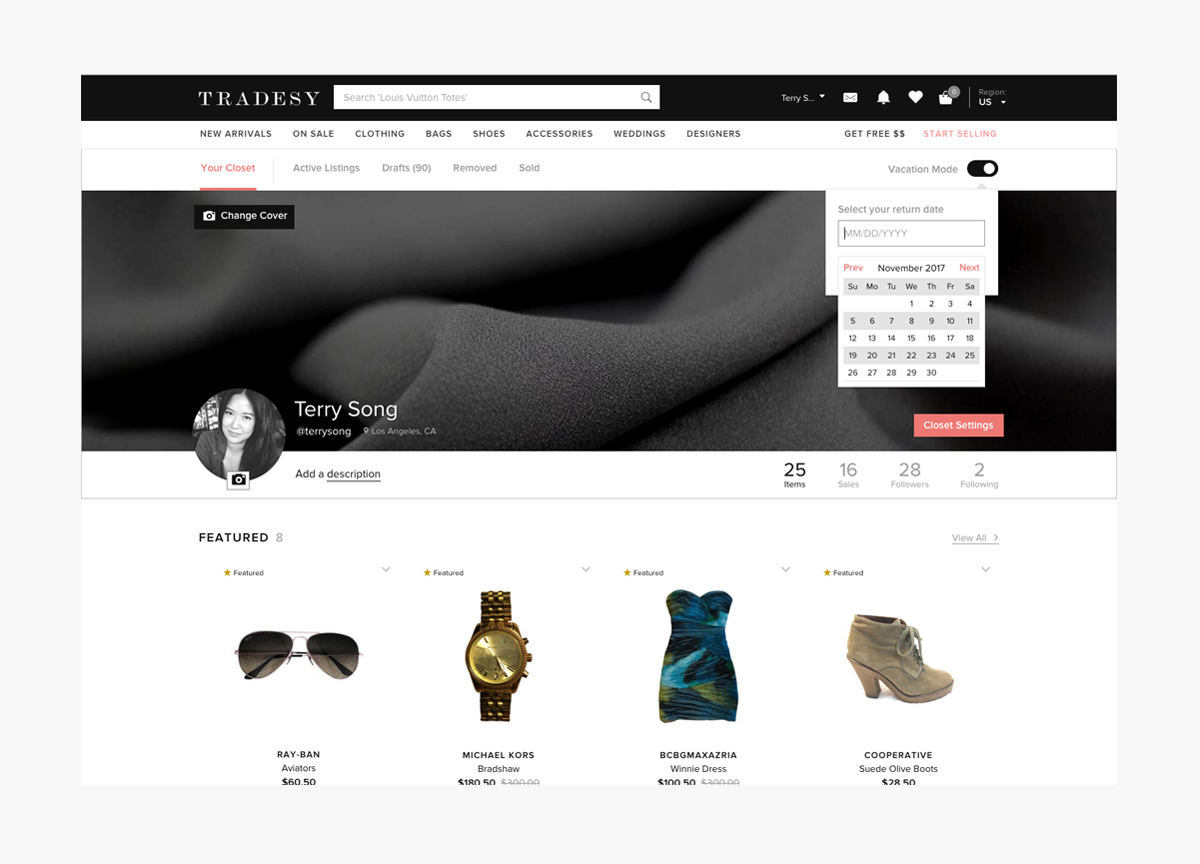 TRADESY
Search 'Louis Vuitton Totes'
Terry S...
0
Region:
US
NEW ARRIVALS ON SALE CLOTHING BAGS SHOES ACCESSORIES WEDDINGS DESIGNERS GET FREE $$ START SELLING
Your Closet Active Listings Drafts (90) Removed Sold Vacation Mode
Change Cover
Select your return date
MM/DD/YYYY
Prev November 2017 Next
Su Mo Tu We Th Fr Sa
1 2 3 4
5 6 7 8 9 10 11
12 13 14 15 16 17 18
19 20 21 22 23 24 25
26 27 28 29 30
Terry Song
@terrysong Los Angeles, CA
Closet Settings
Add a description
25 16 28 2
Items Sales Followers Following
FEATURED 8 View All
Featured Featured Featured Featured
RAY-BAN MICHAEL KORS BCBGMAXAZRIA COOPERATIVE
Aviators Bradshaw Winnie Dress Suede Olive Boots
$60.50 $180.50 $300.00 $100.50 $300.00 $28.50